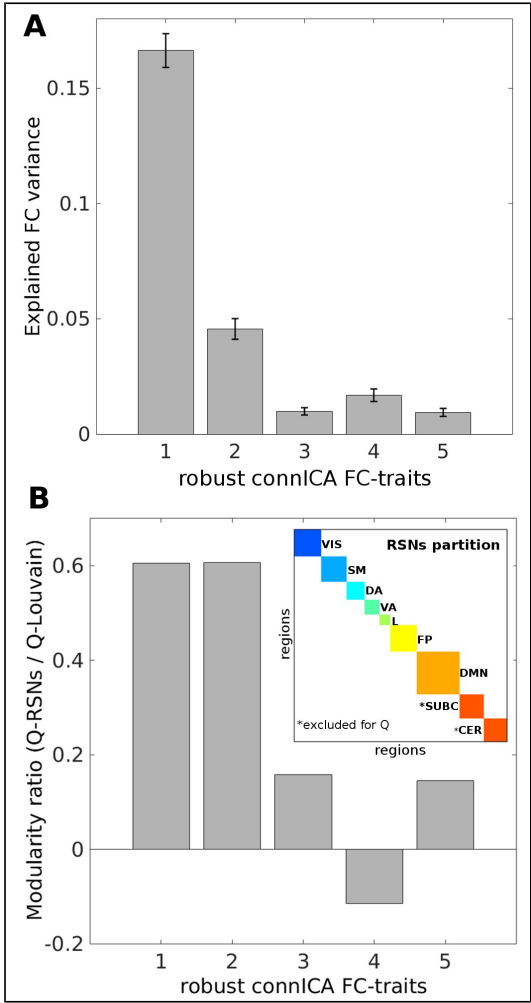 A
0.15
0.1
0.05
0
Explained FC variance
1 2 3 4 5
robust connICA FC-traits
B
0.6
0.4
0.2
0
-0.2
Modularity ratio (Q-RSNs / Q-Louvain)
RSNs partition
VIS
SM
DA
VA
L
FP
DMN
*SUBC
*CER
*excluded for Q
regions
regions
1 2 3 4 5
robust connICA FC-traits